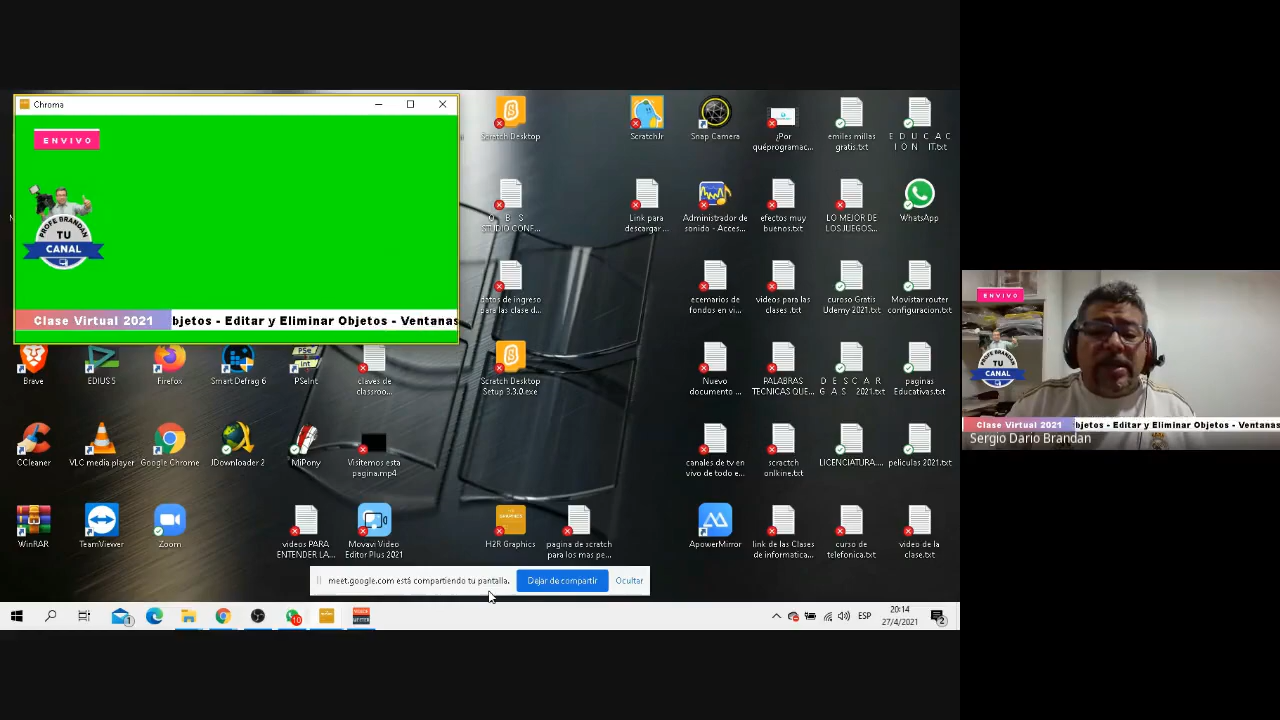 Chroma
ENVIVO
PROFE BRANDAN
TU
CANAL
Clase Virtual 2021
bjetos - Editar y Eliminar Objetos - Ventanas
Scratch Desktop
ScratchJr
Snap Camera
¿Por
quéprogramac...
emiles millas
gratis.txt
E D U C A C
I O N IT.txt
O B S
STUDIO CONF...
Link para
descargar ...
Administrador de
sonido - Acces...
efectos muy
buenos.txt
LO MEJOR DE
LOS JUEGOS...
WhatsApp
datos de ingreso
para las clase d...
ecemarios de
fondos en vi...
videos para las
clases .txt
curoso Gratis
Udemy 2021.txt
Movistar router
configuracion.txt
Brave
EDIUS 5
Firefox
Smart Defrag 6
PSeInt
claves de
classroo...
Scratch Desktop
Setup 3.3.0.exe
Nuevo
documento ...
PALABRAS
TECNICAS QUE...
D E S C A R
G A S 2021.txt
paginas
Educativas.txt
CCleaner
VLC media player
Google Chrome
JDownloader 2
MiPony
Visitemos esta
pagina.mp4
canales de tv en
vivo de todo e...
scractch
onlkine.txt
LICENCIATURA....
peliculas 2021.txt
WinRAR
TeamViewer
Zoom
videos PARA
ENTENDER LA...
Movavi Video
Editor Plus 2021
H2R Graphics
pagina de scratch
para los mas pe...
ApowerMirror
link de las Clases
de informatica...
curso de
telefonica.txt
video de la
clase.txt
meet.google.com está compartiendo tu pantalla.
Dejar de compartir
Ocultar
ESP
20:14
27/4/2021
ENVIVO
PROFE BRANDAN
TU
CANAL
Clase Virtual 2021
bjetos - Editar y Eliminar Objetos - Ventanas
Sergio Dario Brandan